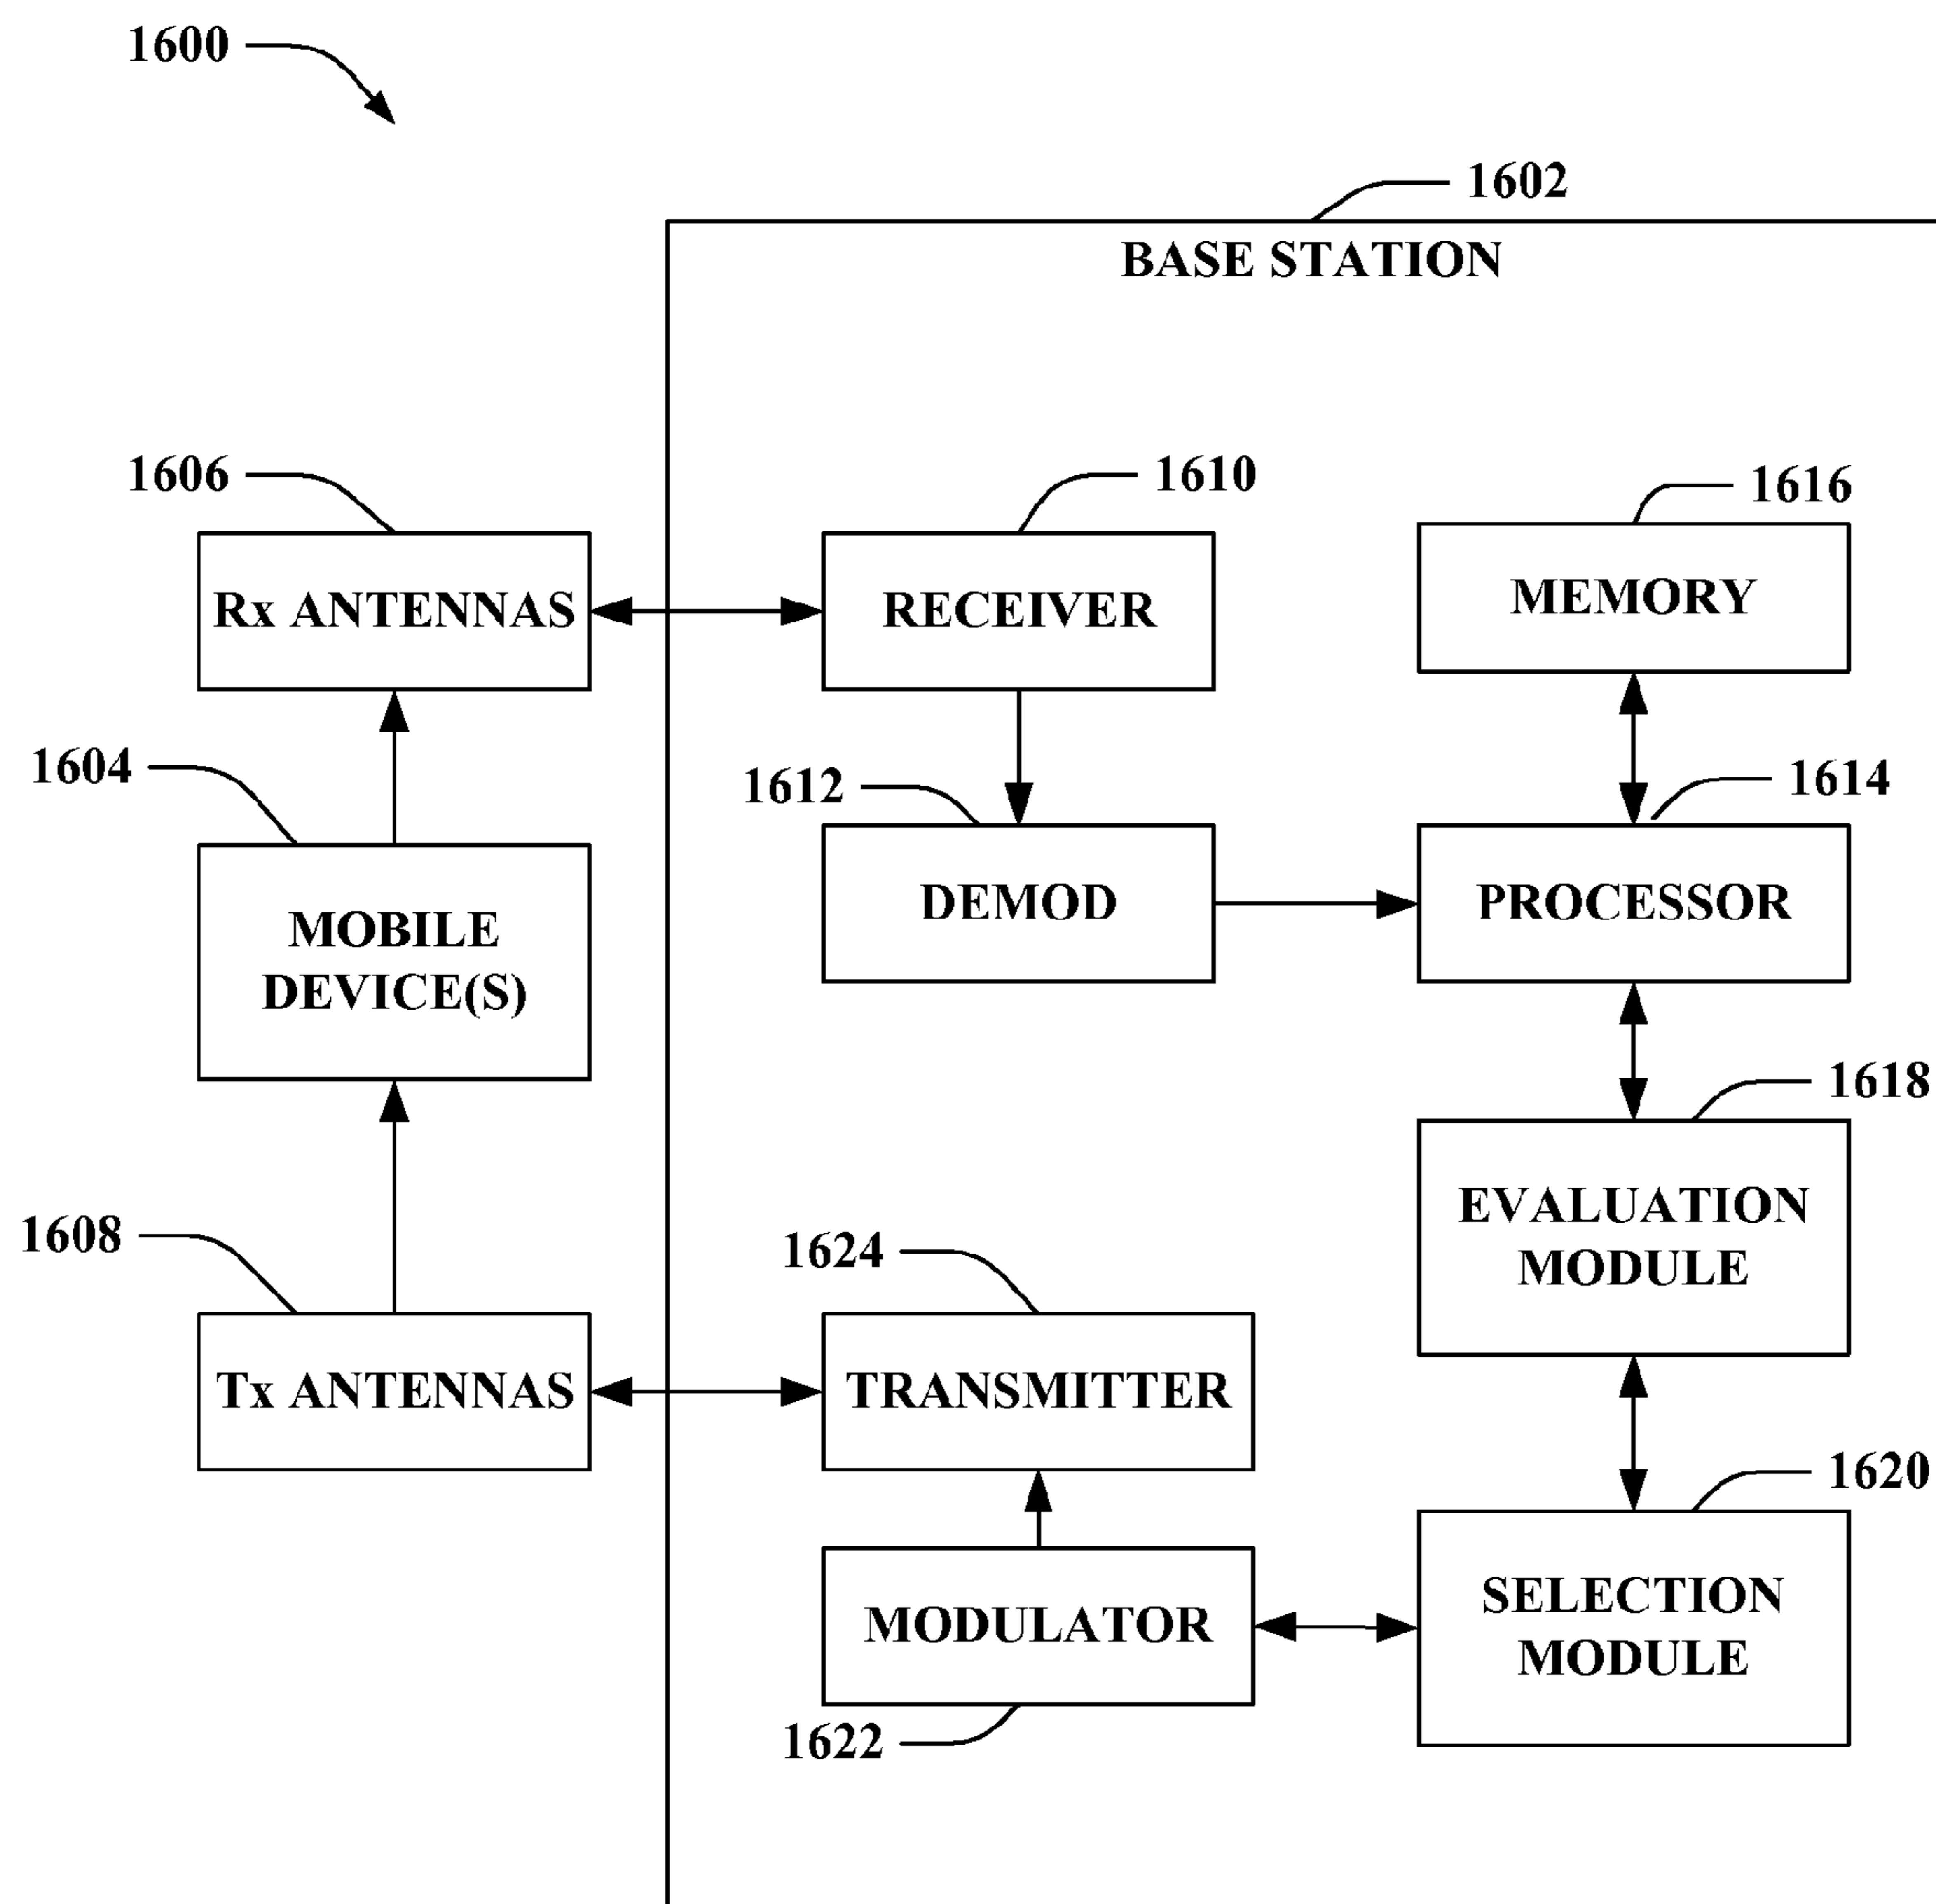 1600
1602
BASE STATION
1606
1610
1616
Rx ANTENNAS
RECEIVER
MEMORY
1604
1612
1614
MOBILE
DEVICE(S)
DEMOD
PROCESSOR
1618
EVALUATION
MODULE
1608
1624
Tx ANTENNAS
TRANSMITTER
1620
MODULATOR
SELECTION
MODULE
1622